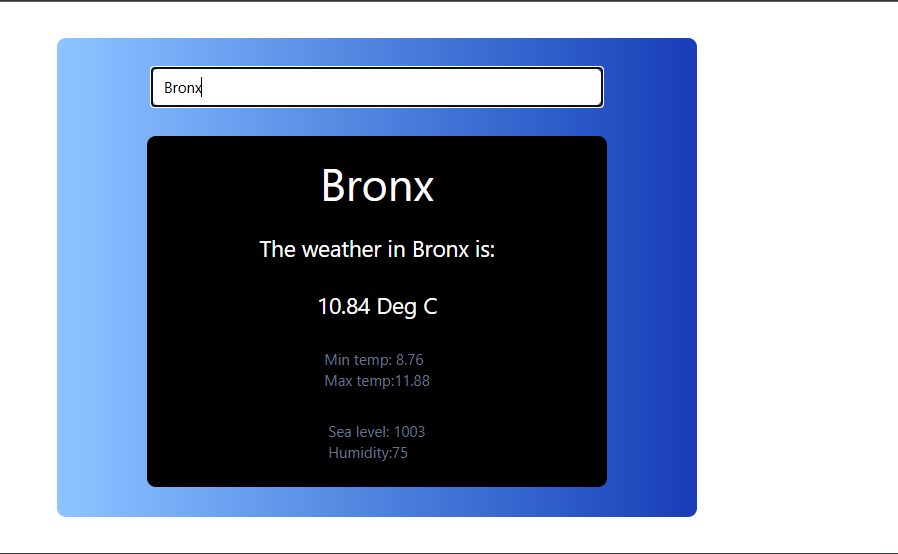 Bronx
Bronx
The weather in Bronx is:
10.84 Deg C
Min temp: 8.76
Max temp:11.88
Sea level: 1003
Humidity:75